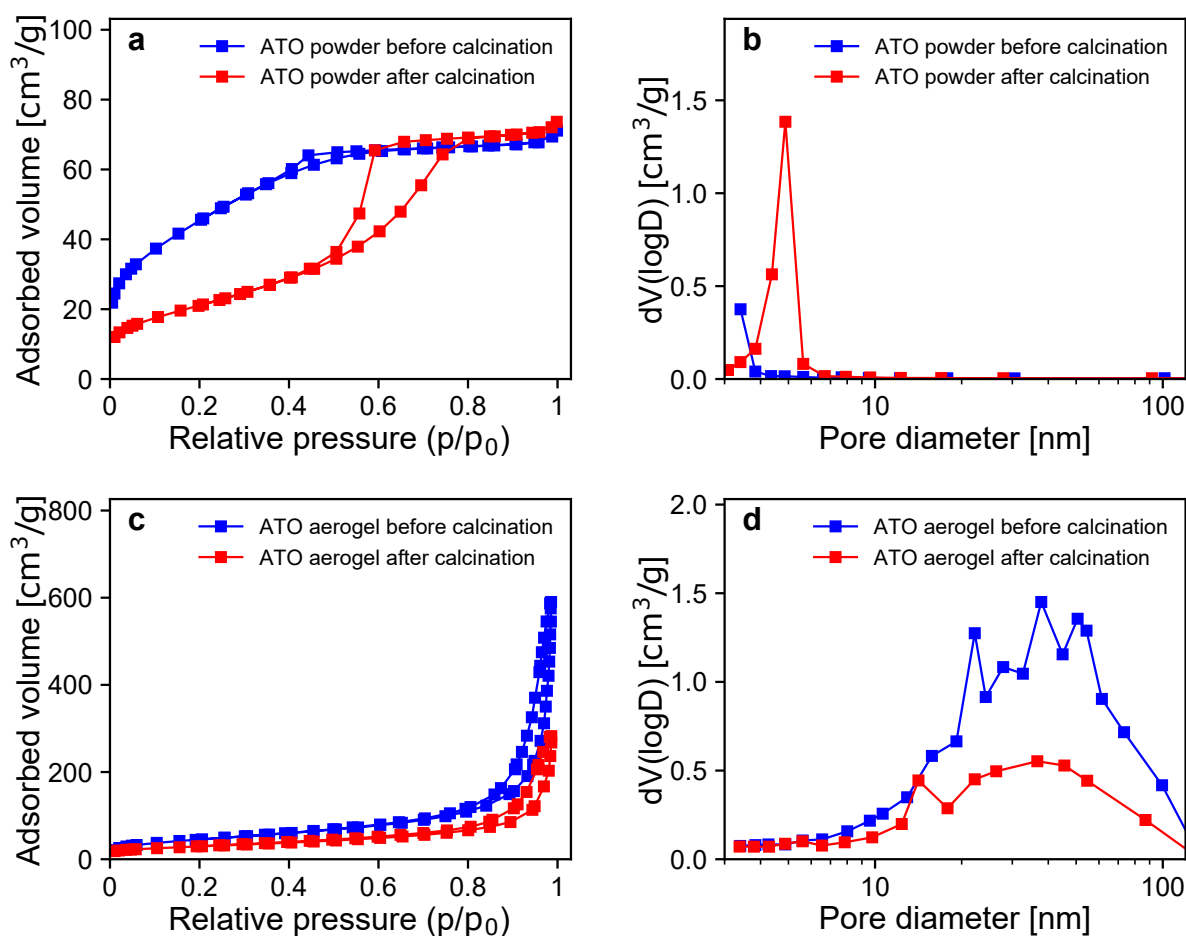 a
ATO powder before calcination
ATO powder after calcination
Adsorbed volume [cm³/g]
100
80
60
40
20
0
0 0.2 0.4 0.6 0.8 1
Relative pressure (p/p₀)
b
ATO powder before calcination
ATO powder after calcination
dV(logD) [cm³/g]
1.5
1.0
0.5
0.0
10 100
Pore diameter [nm]
c
ATO aerogel before calcination
ATO aerogel after calcination
Adsorbed volume [cm³/g]
800
600
400
200
0
0 0.2 0.4 0.6 0.8 1
Relative pressure (p/p₀)
d
ATO aerogel before calcination
ATO aerogel after calcination
dV(logD) [cm³/g]
2.0
1.5
1.0
0.5
0.0
10 100
Pore diameter [nm]